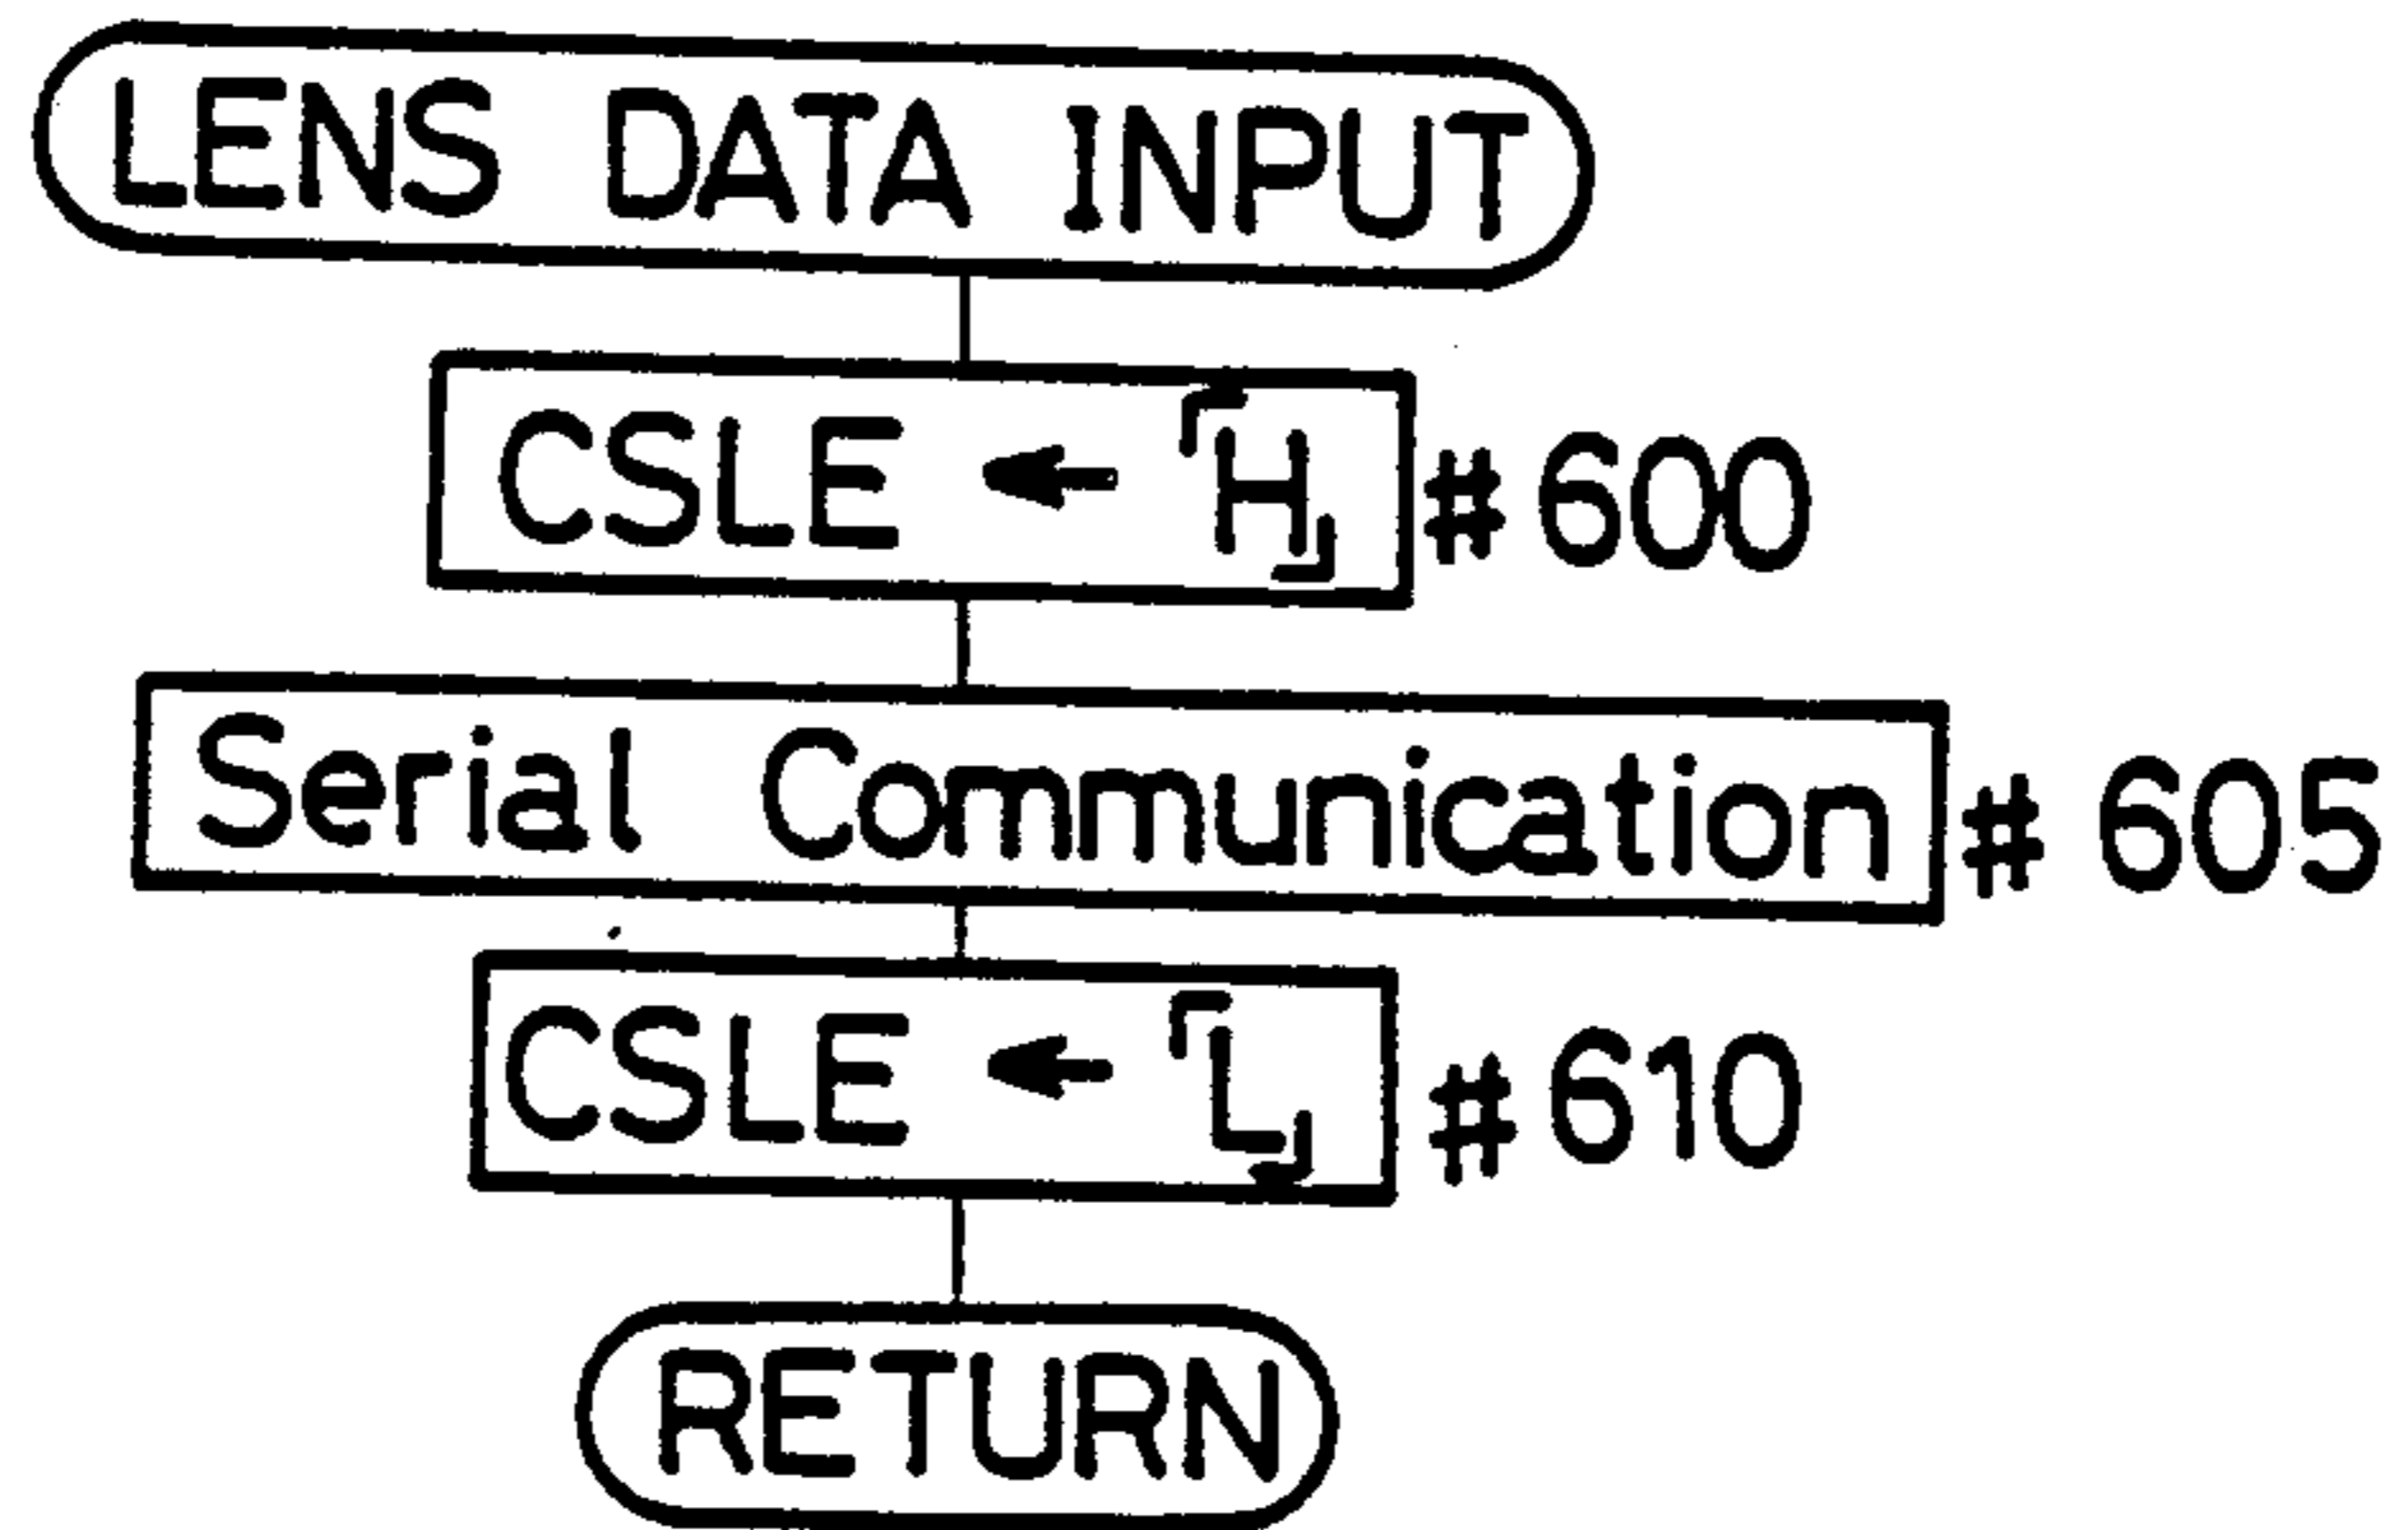 LENS DATA INPUT
CSLE ← 「H」 #600
Serial Communication # 605
CSLE ← 「L」 #610
RETURN